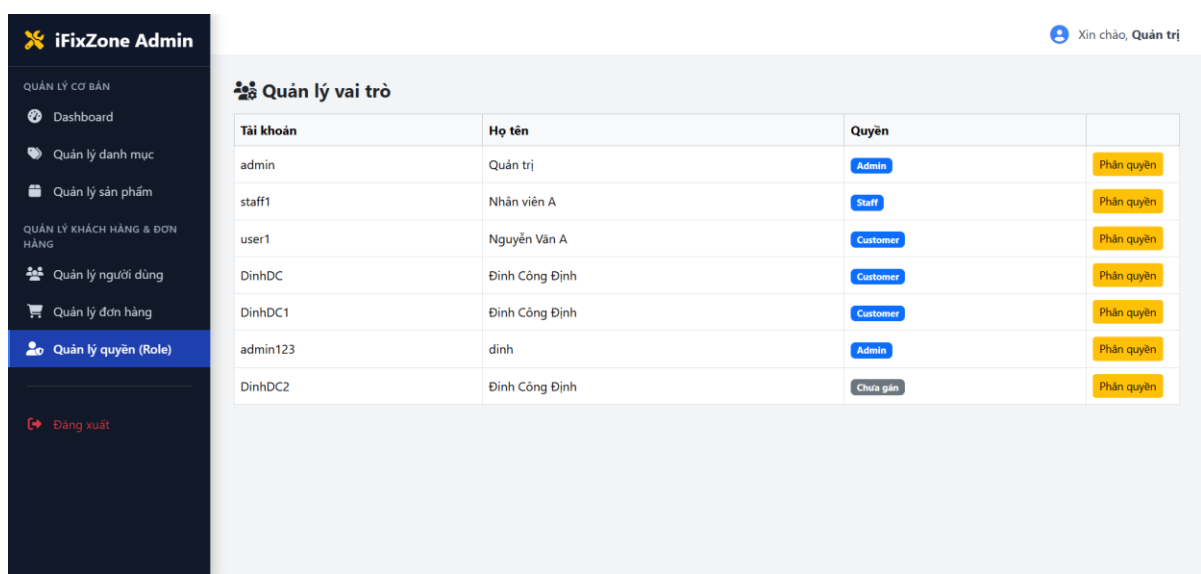 iFixZone Admin
Xin chào, Quản trị
QUẢN LÝ CƠ BẢN
Dashboard
Quản lý danh mục
Quản lý sản phẩm
QUẢN LÝ KHÁCH HÀNG & ĐƠN
HÀNG
Quản lý người dùng
Quản lý đơn hàng
Quản lý quyền (Role)
Đăng xuất
Quản lý vai trò
Tài khoản Họ tên Quyền
admin Quản trị Admin Phân quyền
staff1 Nhân viên A Staff Phân quyền
user1 Nguyễn Văn A Customer Phân quyền
DinhDC Đinh Công Định Customer Phân quyền
DinhDC1 Đinh Công Định Customer Phân quyền
admin123 dinh Admin Phân quyền
DinhDC2 Đinh Công Định Chưa gán Phân quyền